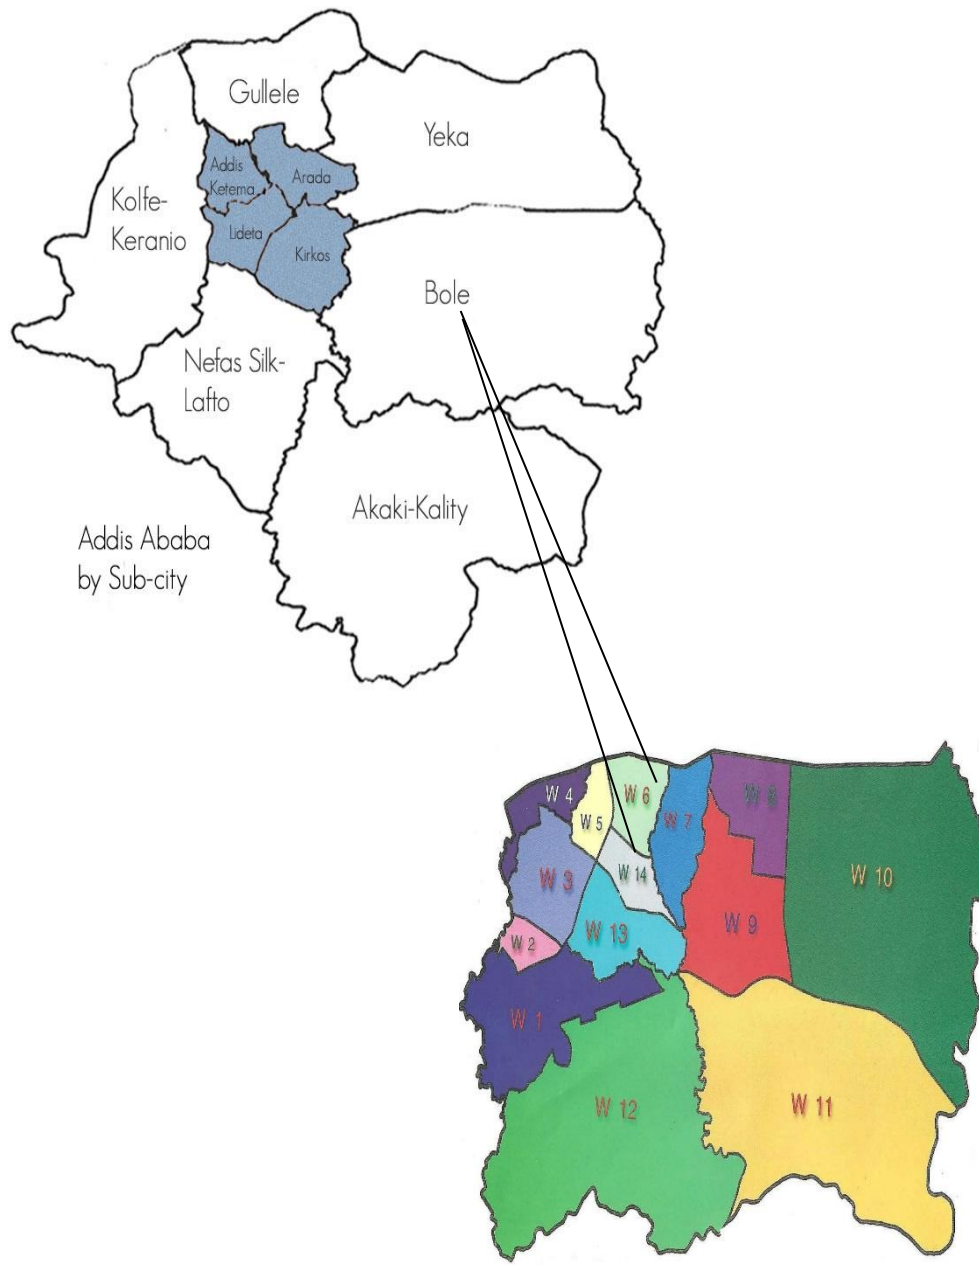 Gullele
Yeka
Addis
Ketema
Arada
Kolfe-
Keranio
Lideta
Kirkos
Bole
Nefas Silk-
Lafto
Akaki-Kality
Addis Ababa
by Sub-city
W 4
W 5
W 6
W 7
W 8
W 3
W 14
W 10
W 2
W 13
W 9
W 1
W 12
W 11